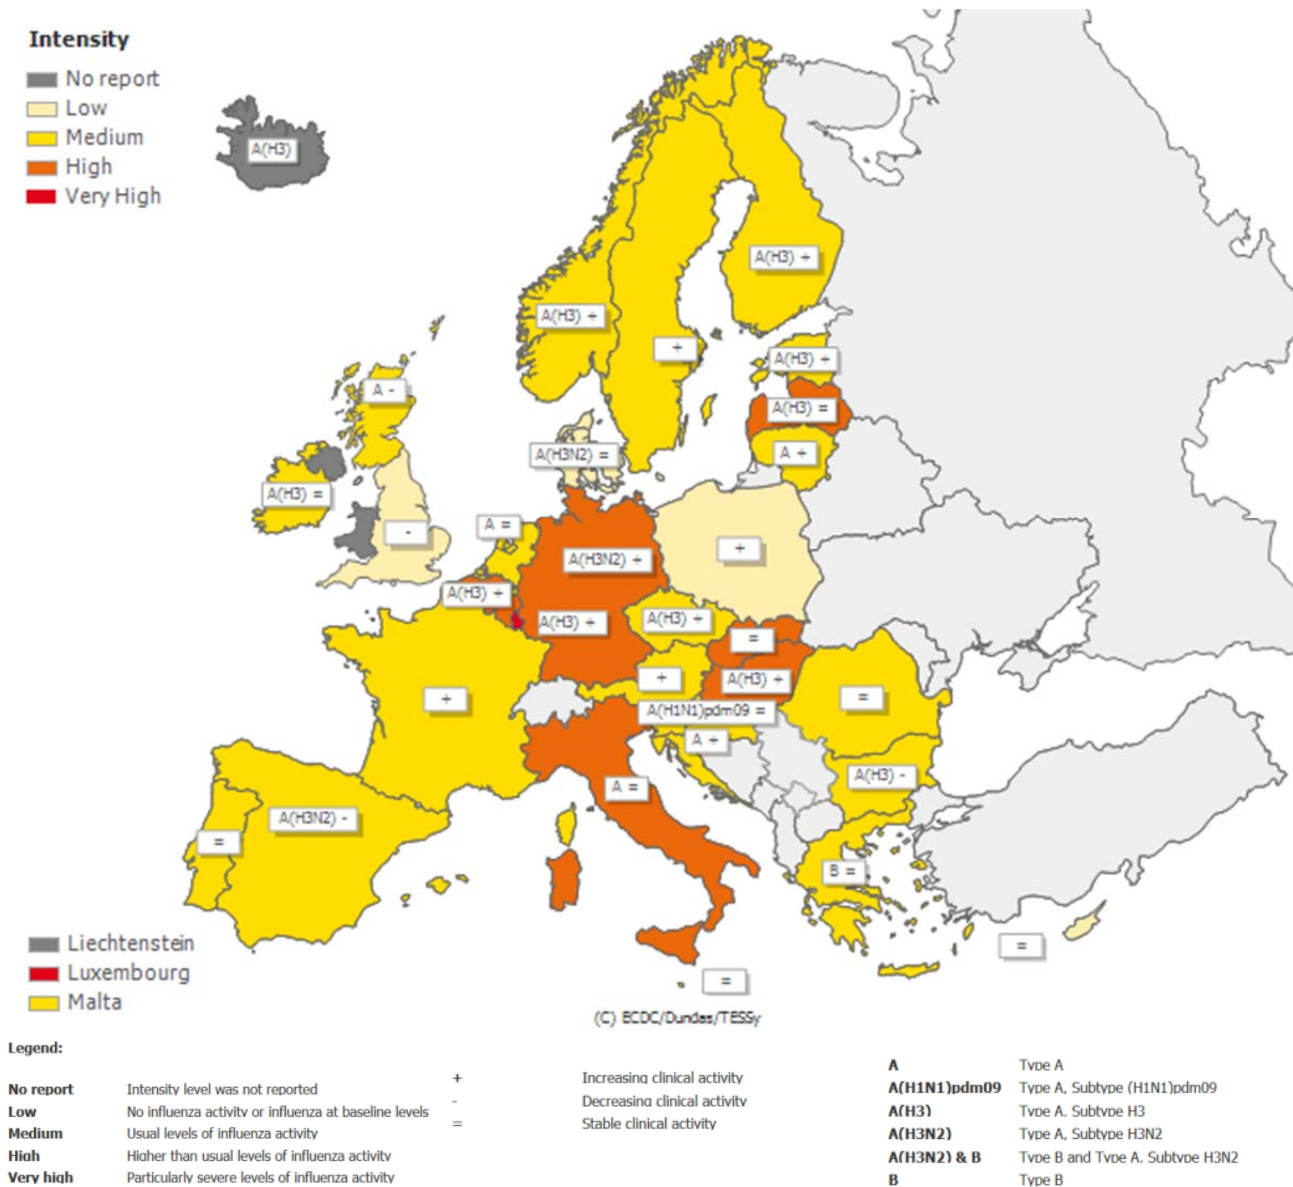 Intensity
No report
Low
Medium
High
Very High
A(H3)
A(H3) +
A(H3) +
+
A(H3) +
A -
A(H3) =
A(H3N2) =
A +
A(H3) =
-
A =
A(H3N2) +
+
A(H3) +
A(H3) +
A(H3) +
=
+
A(H3) +
+
=
A(H1N1)pdm09 =
A +
A(H3) -
A =
A(H3N2) -
=
B =
=
=
Liechtenstein
Luxembourg
Malta
(C) ECDC/Dundas/TESSy
Legend:
No report Intensity level was not reported
Low No influenza activity or influenza at baseline levels
Medium Usual levels of influenza activity
High Higher than usual levels of influenza activity
Very high Particularly severe levels of influenza activity
+ Increasing clinical activity
- Decreasing clinical activity
= Stable clinical activity
A Type A
A(H1N1)pdm09 Type A, Subtype (H1N1)pdm09
A(H3) Type A, Subtype H3
A(H3N2) Type A, Subtype H3N2
A(H3N2) & B Type B and Type A, Subtype H3N2
B Type B